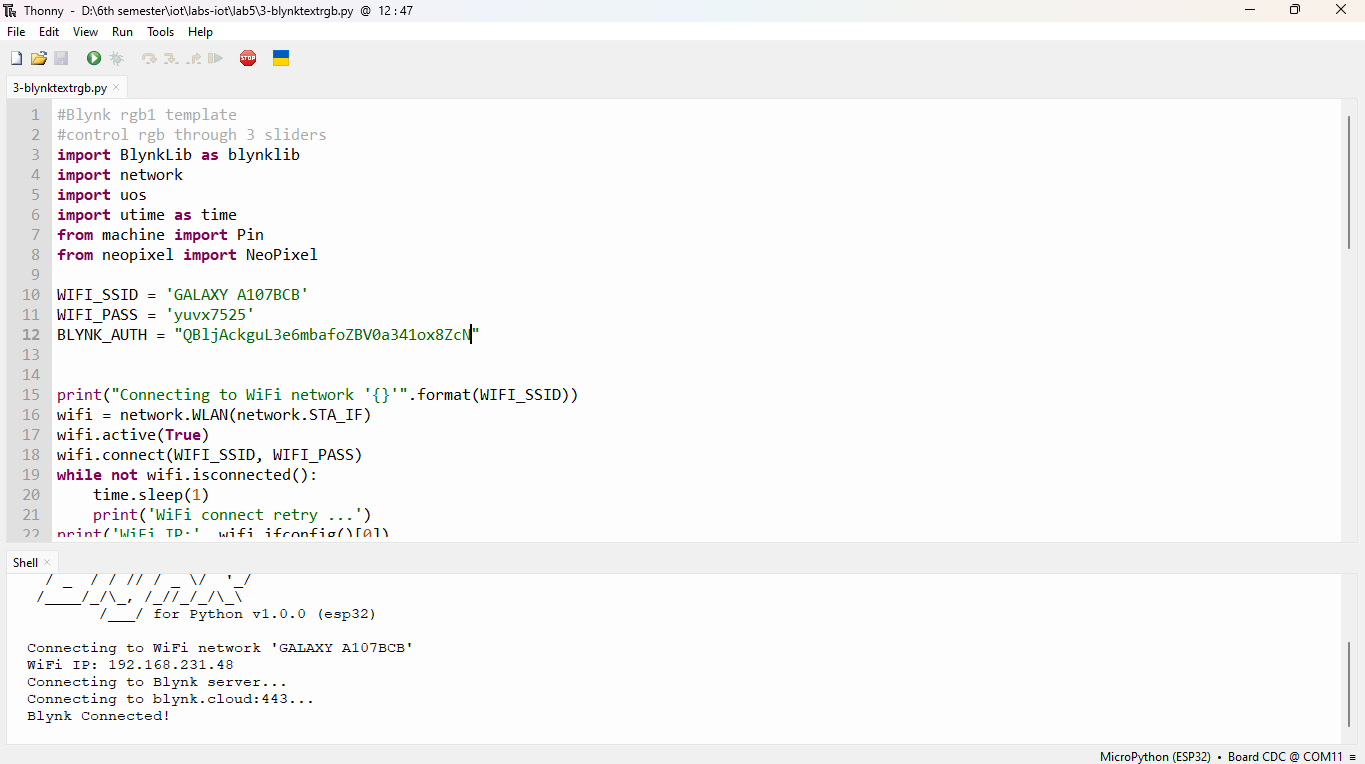 Thonny - D:\6th semester\iot\labs-iot\lab5\3-blynktextrgb.py @ 12:47
File Edit View Run Tools Help
STOP
3-blynktextrgb.py ×
1 #Blynk rgb1 template
2 #control rgb through 3 sliders
3 import BlynkLib as blynklib
4 import network
5 import uos
6 import utime as time
7 from machine import Pin
8 from neopixel import NeoPixel
9
10 WIFI_SSID = 'GALAXY A107BCB'
11 WIFI_PASS = 'yuvx7525'
12 BLYNK_AUTH = "QBljAckguL3e6mbafoZBV0a341ox8ZcN"
13
14
15 print("Connecting to WiFi network '{}'".format(WIFI_SSID))
16 wifi = network.WLAN(network.STA_IF)
17 wifi.active(True)
18 wifi.connect(WIFI_SSID, WIFI_PASS)
19 while not wifi.isconnected():
20     time.sleep(1)
21     print('WiFi connect retry ...')
22 print('WiFi IP:', wifi.ifconfig()[0])
Shell ×
   / _  / / // / _ \/  '_/
  /____/_/\_, /_//_/_/\_\
         /___/ for Python v1.0.0 (esp32)
Connecting to WiFi network 'GALAXY A107BCB'
WiFi IP: 192.168.231.48
Connecting to Blynk server...
Connecting to blynk.cloud:443...
Blynk Connected!
MicroPython (ESP32) • Board CDC @ COM11 ≡